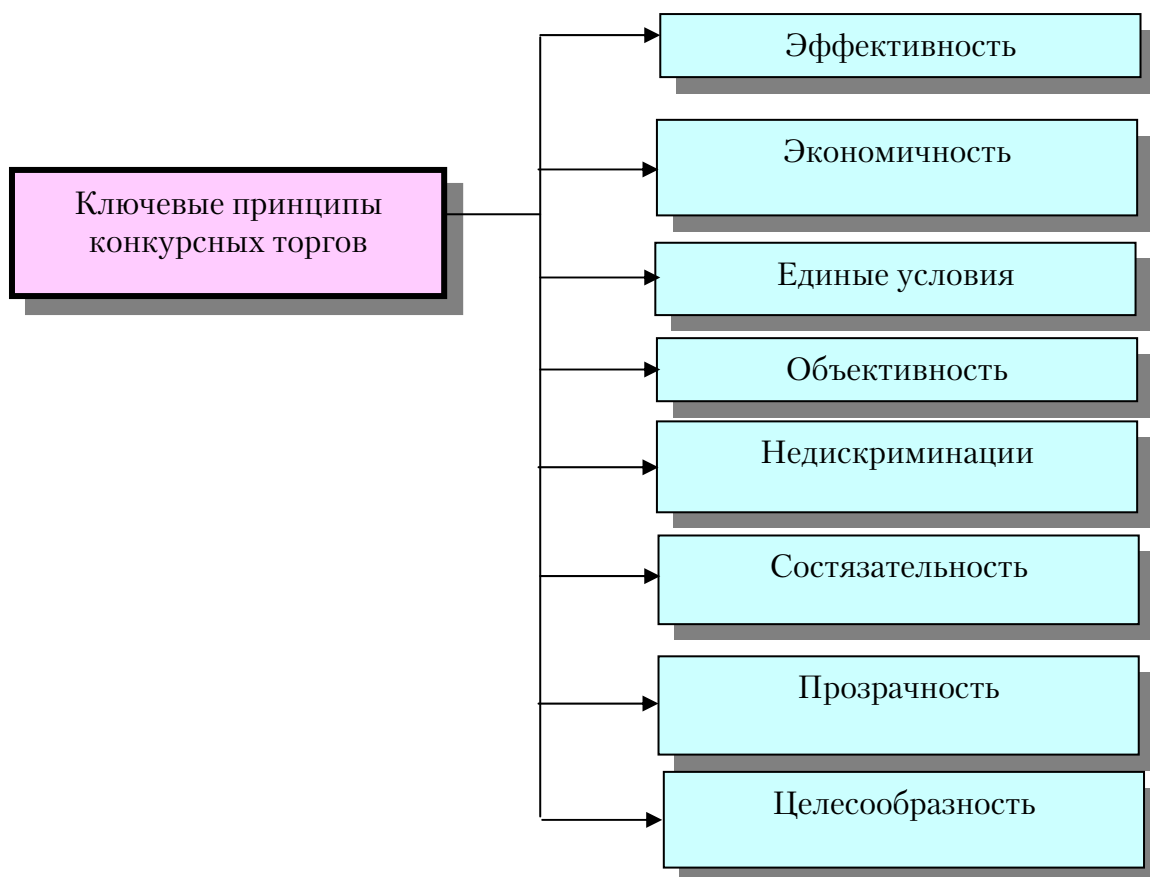 Ключевые принципы
конкурсных торгов
Эффективность
Экономичность
Единые условия
Объективность
Недискриминации
Состязательность
Прозрачность
Целесообразность